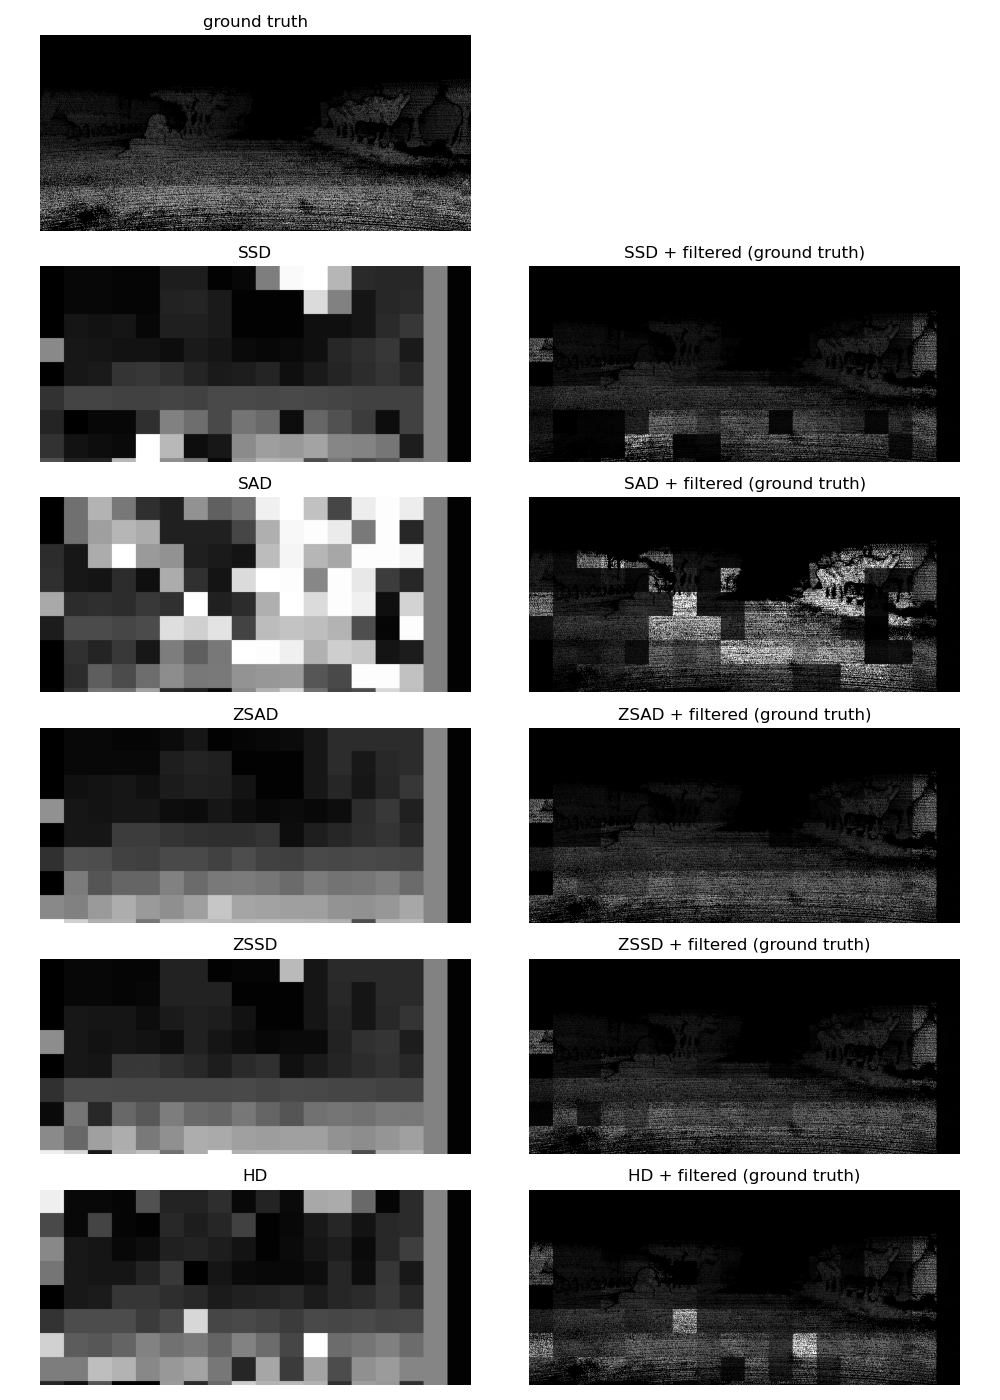 ground truth
SSD
SSD + filtered (ground truth)
SAD
SAD + filtered (ground truth)
ZSAD
ZSAD + filtered (ground truth)
ZSSD
ZSSD + filtered (ground truth)
HD
HD + filtered (ground truth)